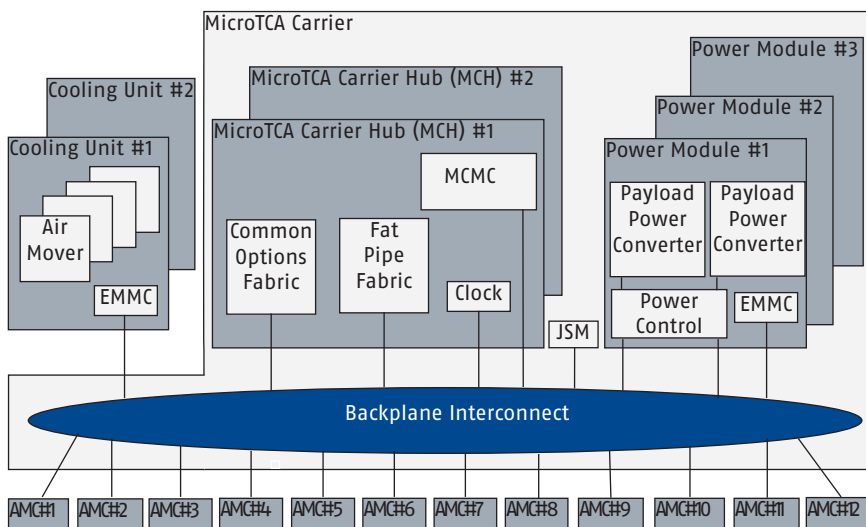 MicroTCA Carrier
Cooling Unit #2
Cooling Unit #1
Air
Mover
EMMC
MicroTCA Carrier Hub (MCH) #2
MicroTCA Carrier Hub (MCH) #1
MCMC
Common
Options
Fabric
Fat
Pipe
Fabric
Clock
JSM
Power Module #3
Power Module #2
Power Module #1
Payload
Power
Converter
Payload
Power
Converter
Power
Control
EMMC
Backplane Interconnect
AMC#1
AMC#2
AMC#3
AMC#4
AMC#5
AMC#6
AMC#7
AMC#8
AMC#9
AMC#10
AMC#11
AMC#12